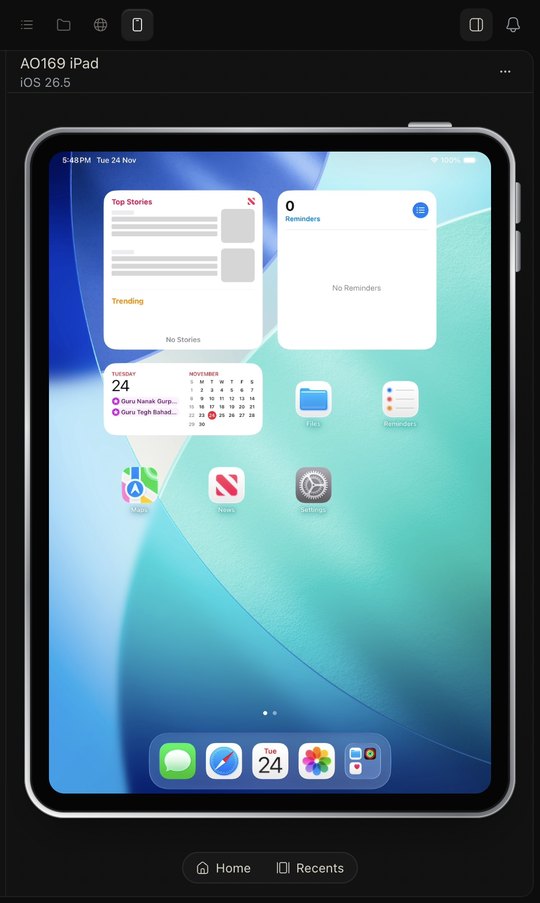 AO169 iPad
iOS 26.5
5:48 PM Tue 24 Nov
100%
Top Stories
Trending
No Stories
0
Reminders
No Reminders
TUESDAY
24
Guru Nanak Gurp...
Guru Tegh Bahad...
NOVEMBER
S M T W T F S
1 2 3 4 5 6 7
8 9 10 11 12 13 14
15 16 17 18 19 20 21
22 23 24 25 26 27 28
29 30
Files
Reminders
Maps
News
Settings
Tue
24
Home
Recents